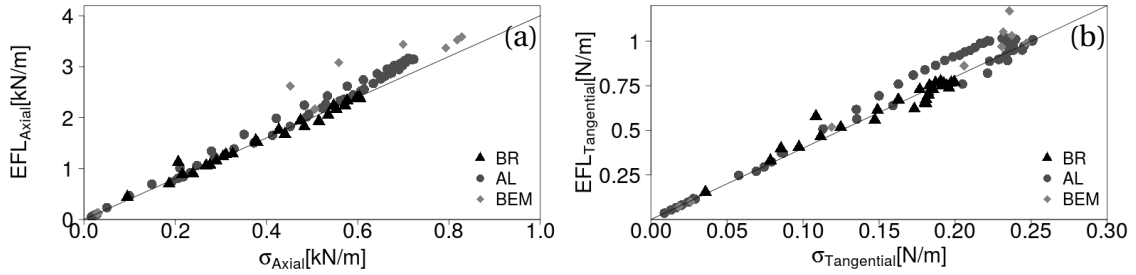 4
3
2
1
0
0.0
0.2
0.4
0.6
0.8
1.0
EFL_Axial[kN/m]
σ_Axial[kN/m]
(a)
BR
AL
BEM
1
0.75
0.5
0.25
0.00
0.05
0.10
0.15
0.20
0.25
0.30
EFL_Tangential[N/m]
σ_Tangential[N/m]
(b)
BR
AL
BEM